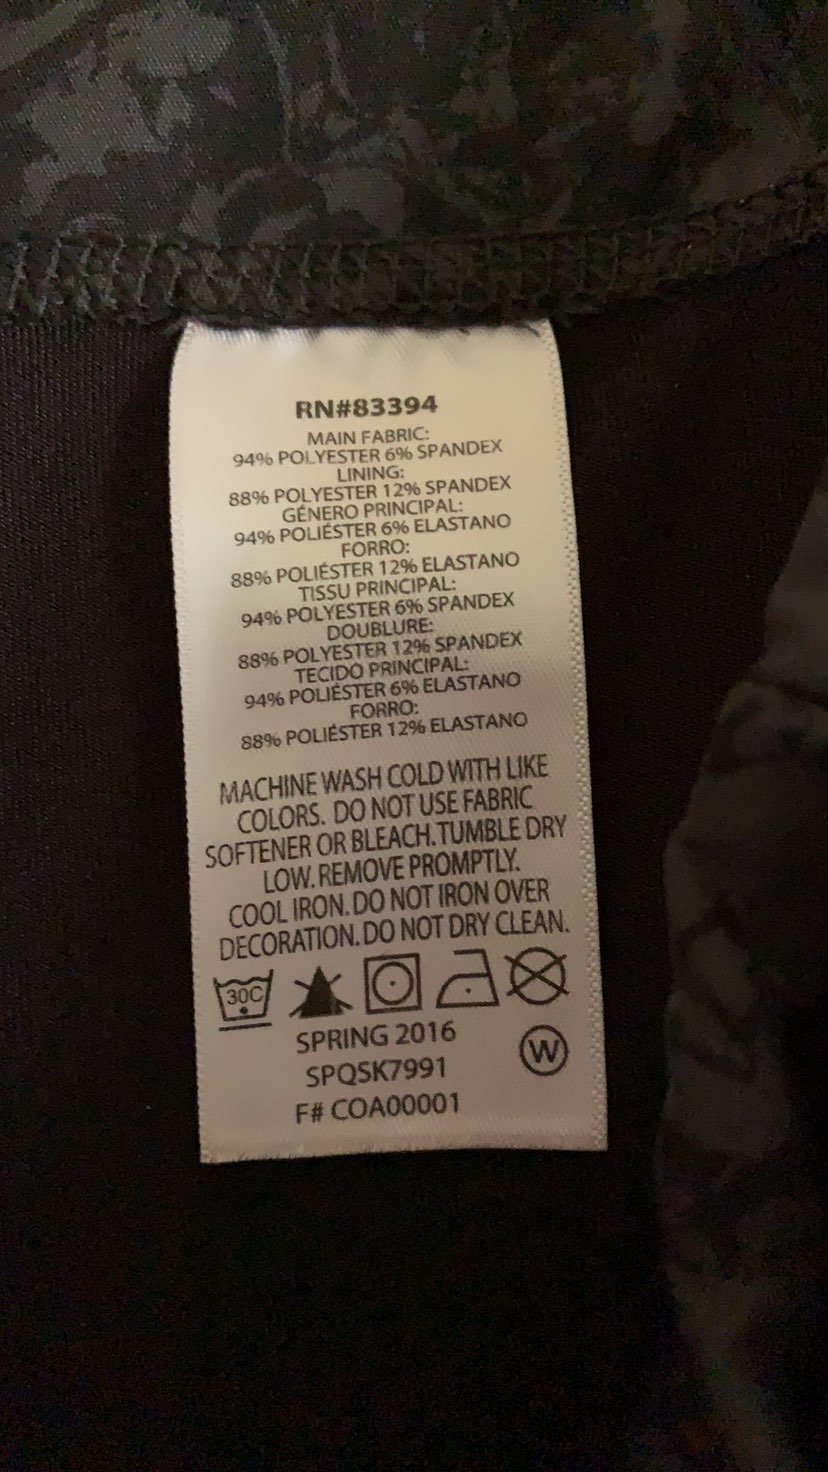 RN#83394
MAIN FABRIC:
94% POLYESTER 6% SPANDEX
LINING:
88% POLYESTER 12% SPANDEX
GÉNERO PRINCIPAL:
94% POLIÉSTER 6% ELASTANO
FORRO:
88% POLIÉSTER 12% ELASTANO
TISSU PRINCIPAL:
94% POLYESTER 6% SPANDEX
DOUBLURE:
88% POLYESTER 12% SPANDEX
TECIDO PRINCIPAL:
94% POLIÉSTER 6% ELASTANO
FORRO:
88% POLIÉSTER 12% ELASTANO
MACHINE WASH COLD WITH LIKE
COLORS. DO NOT USE FABRIC
SOFTENER OR BLEACH. TUMBLE DRY
LOW. REMOVE PROMPTLY.
COOL IRON. DO NOT IRON OVER
DECORATION. DO NOT DRY CLEAN.
30C
SPRING 2016
W
SPQSK7991
F# COA00001